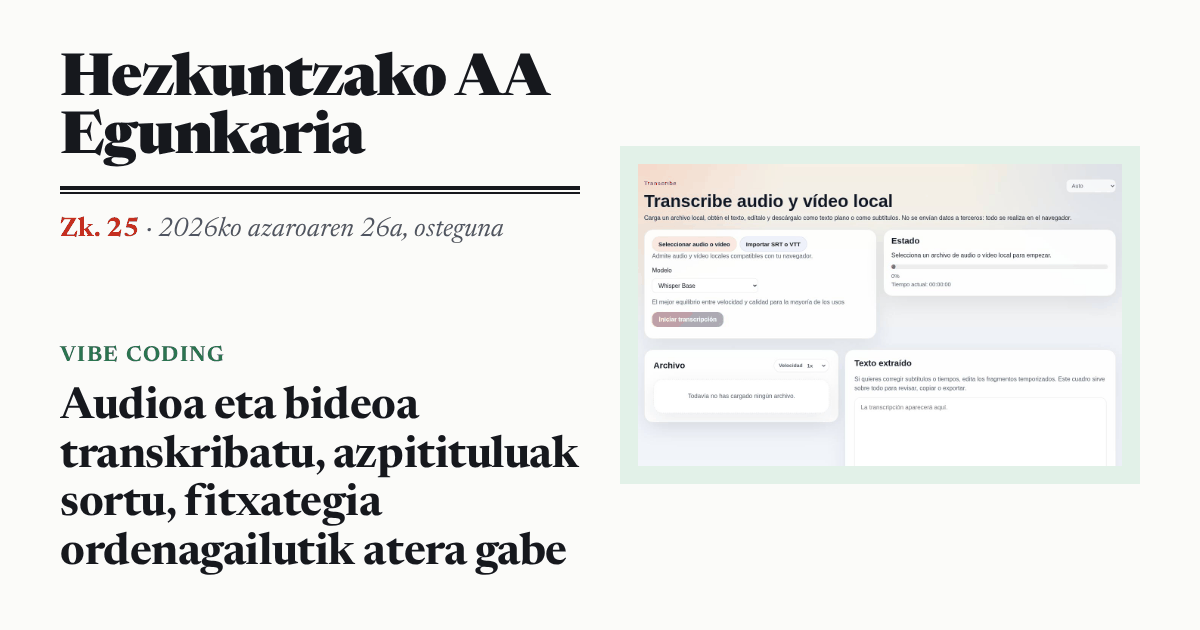 Hezkuntzako AA
Egunkaria
Zk. 25 · 2026ko azaroaren 26a, osteguna
VIBE CODING
Audioa eta bideoa
transkribatu, azpitituluak
sortu, fitxategia
ordenagailutik atera gabe
Transcribe
Auto
Transcribe audio y vídeo local
Carga un archivo local, obtén el texto, edítalo y descárgalo como texto plano o como subtítulos. No se envían datos a terceros: todo se realiza en el navegador.
Seleccionar audio o vídeo
Importar SRT o VTT
Admite audio y vídeo locales compatibles con tu navegador.
Modelo
Whisper Base
El mejor equilibrio entre velocidad y calidad para la mayoría de los usos
Iniciar transcripción
Estado
Selecciona un archivo de audio o vídeo local para empezar.
0%
Tiempo actual: 00:00:00
Archivo
Velocidad 1x
Todavía no has cargado ningún archivo.
Texto extraído
Si quieres corregir subtítulos o tiempos, edita los fragmentos temporizados. Este cuadro sirve
sobre todo para revisar, copiar o exportar.
La transcripción aparecerá aquí.